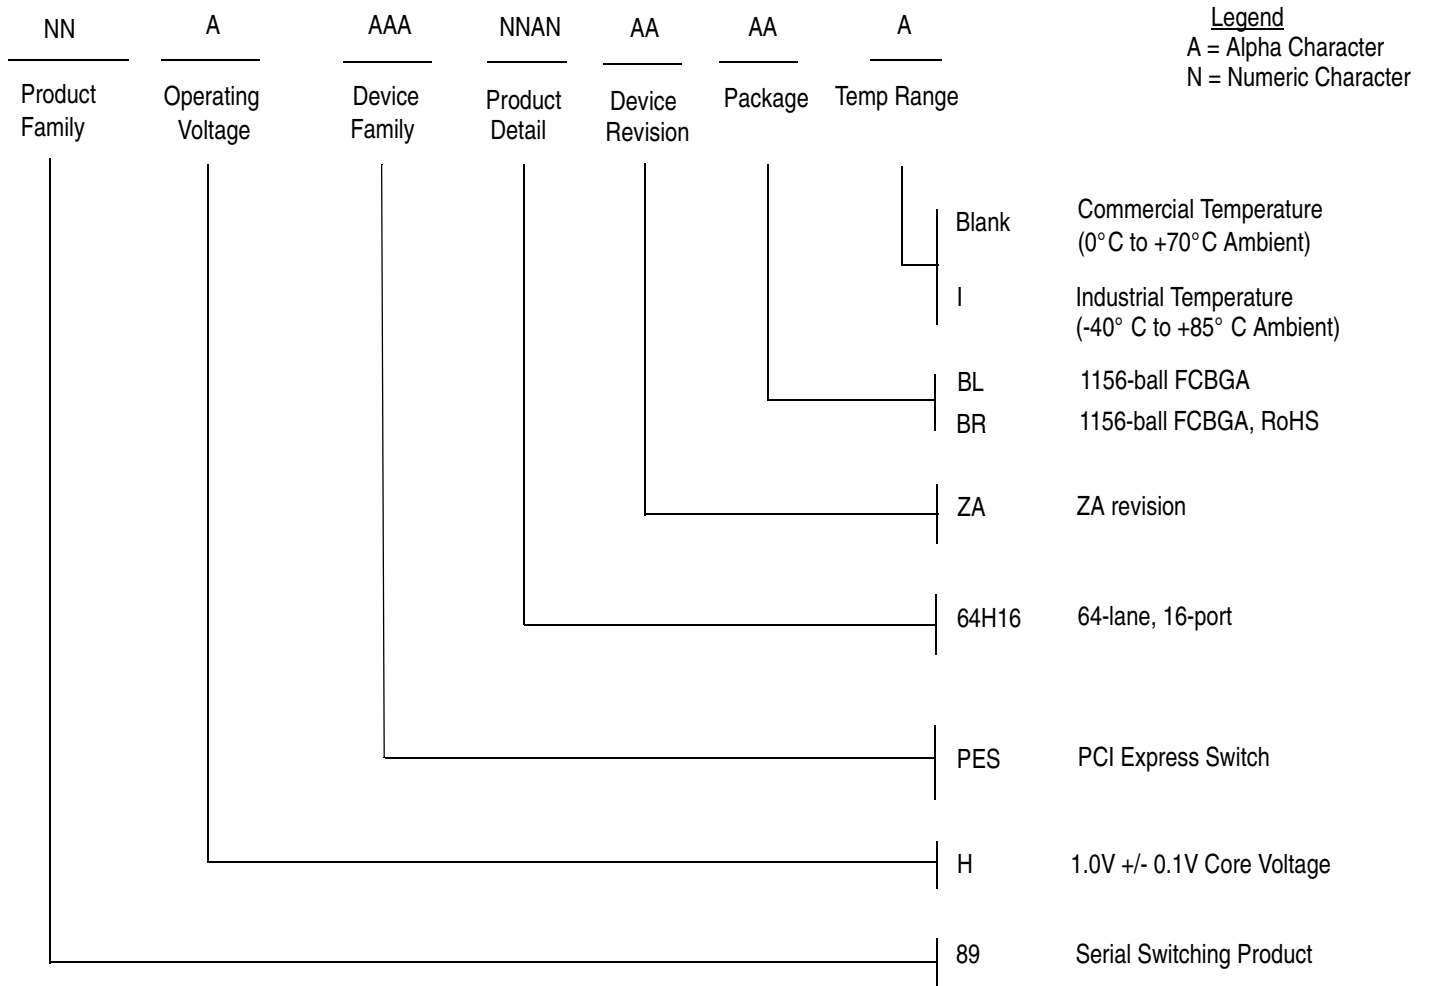 NN A AAA NNAN AA AA A
Legend
A = Alpha Character
N = Numeric Character
Product Family
Operating Voltage
Device Family
Product Detail
Device Revision
Package
Temp Range
Blank Commercial Temperature
(0°C to +70°C Ambient)
I Industrial Temperature
(-40° C to +85° C Ambient)
BL 1156-ball FCBGA
BR 1156-ball FCBGA, RoHS
ZA ZA revision
64H16 64-lane, 16-port
PES PCI Express Switch
H 1.0V +/- 0.1V Core Voltage
89 Serial Switching Product